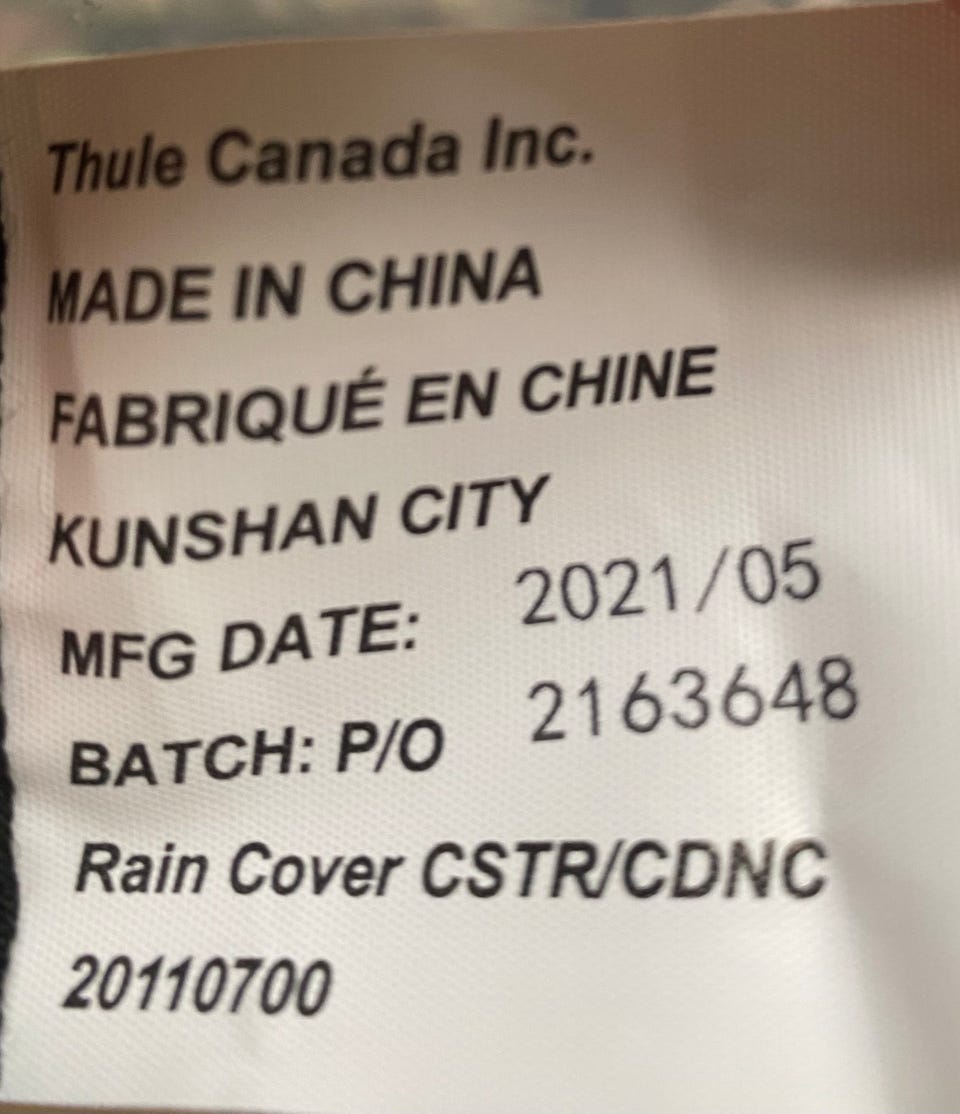 Thule Canada Inc.
MADE IN CHINA
FABRIQUÉ EN CHINE
KUNSHAN CITY
MFG DATE: 2021/05
BATCH: P/O 2163648
Rain Cover CSTR/CDNC
20110700